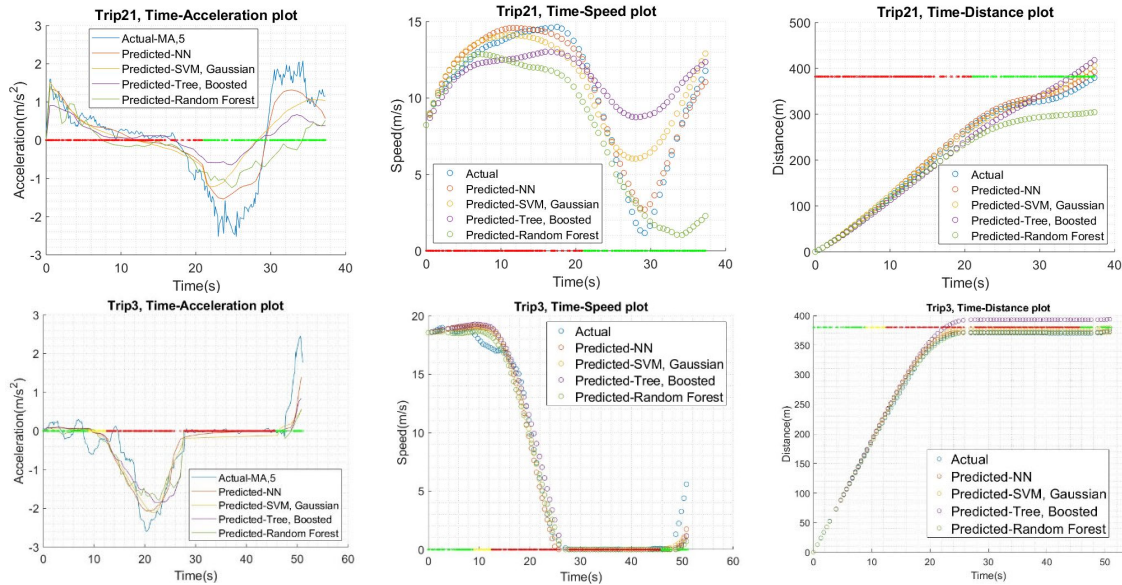 Trip21, Time-Acceleration plot
3
2
1
0
-1
-2
-3
Acceleration(m/s²)
Actual-MA,5
Predicted-NN
Predicted-SVM, Gaussian
Predicted-Tree, Boosted
Predicted-Random Forest
0 10 20 30 40
Time(s)
Trip21, Time-Speed plot
15
10
5
0
Speed(m/s)
Actual
Predicted-NN
Predicted-SVM, Gaussian
Predicted-Tree, Boosted
Predicted-Random Forest
0 10 20 30 40
Time(s)
Trip21, Time-Distance plot
500
400
300
200
100
0
Distance(m)
Actual
Predicted-NN
Predicted-SVM, Gaussian
Predicted-Tree, Boosted
Predicted-Random Forest
0 10 20 30 40
Time(s)
Trip3, Time-Acceleration plot
3
2
1
0
-1
-2
-3
Acceleration(m/s²)
Actual-MA,5
Predicted-NN
Predicted-SVM, Gaussian
Predicted-Tree, Boosted
Predicted-Random Forest
0 10 20 30 40 50 60
Time(s)
Trip3, Time-Speed plot
20
15
10
5
0
Speed(m/s)
Actual
Predicted-NN
Predicted-SVM, Gaussian
Predicted-Tree, Boosted
Predicted-Random Forest
0 10 20 30 40 50 60
Time(s)
Trip3, Time-Distance plot
400
350
300
250
200
150
100
50
0
Distance(m)
Actual
Predicted-NN
Predicted-SVM, Gaussian
Predicted-Tree, Boosted
Predicted-Random Forest
0 10 20 30 40 50 60
Time(s)